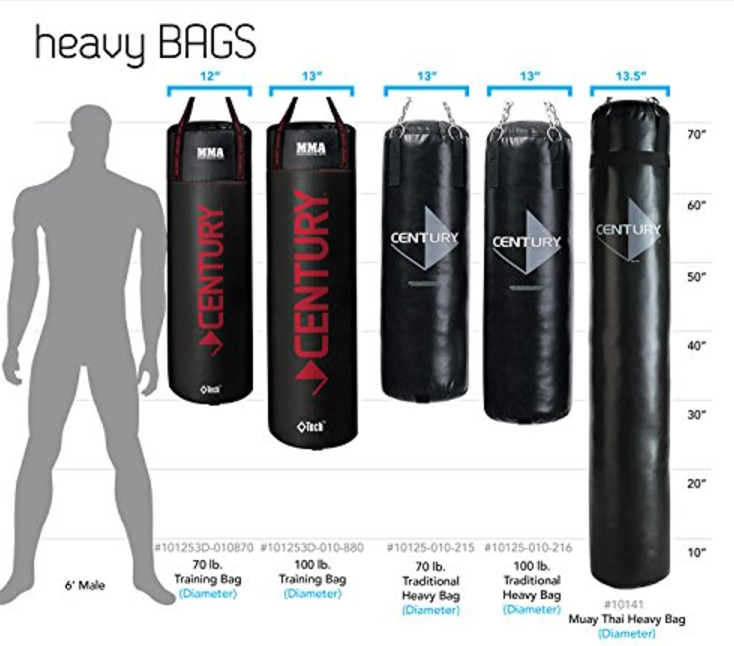 heavy BAGS
12" 13" 13" 13" 13.5"
MMA
CENTURY
Tech
MMA
CENTURY
Tech
CENTURY
CENTURY
CENTURY
70"
60"
50"
40"
30"
20"
10"
6' Male
#101253D-010870
70 lb.
Training Bag
(Diameter)
#101253D-010-880
100 lb.
Training Bag
(Diameter)
#10125-010-215
70 lb.
Traditional
Heavy Bag
(Diameter)
#10125-010-216
100 lb.
Traditional
Heavy Bag
(Diameter)
#10141
Muay Thai Heavy Bag
(Diameter)